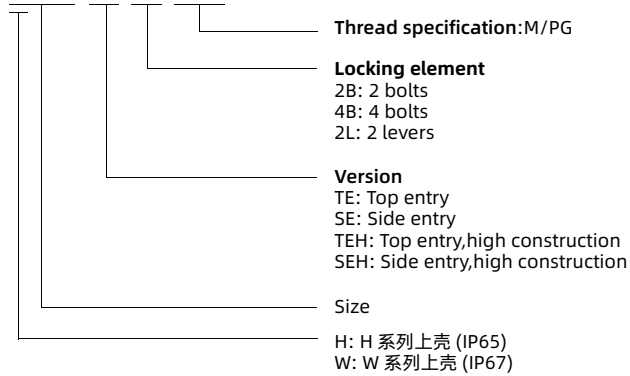 Thread specification:M/PG
Locking element
2B: 2 bolts
4B: 4 bolts
2L: 2 levers
Version
TE: Top entry
SE: Side entry
TEH: Top entry,high construction
SEH: Side entry,high construction
Size
H: H 系列上壳 (IP65)
W: W 系列上壳 (IP67)